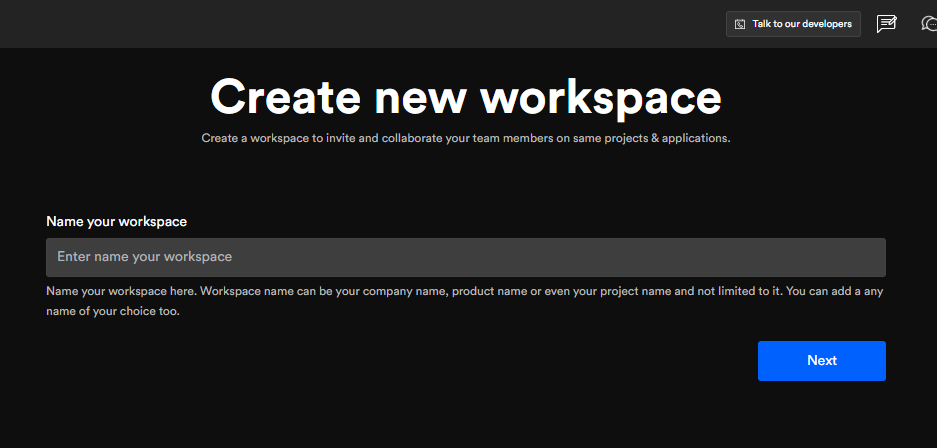 Talk to our developers
Create new workspace
Create a workspace to invite and collaborate your team members on same projects & applications.
Name your workspace
Enter name your workspace
Name your workspace here. Workspace name can be your company name, product name or even your project name and not limited to it. You can add a any
name of your choice too.
Next